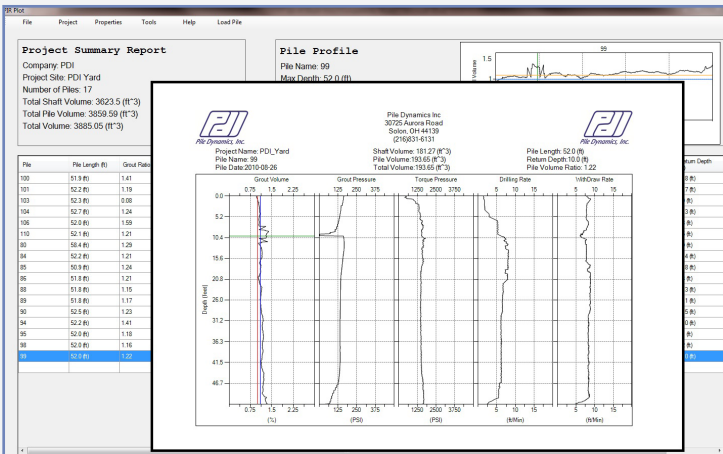 PIR Plot
File Project Properties Tools Help Load Pile
Project Summary Report
Company: PDI
Project Site: PDI Yard
Number of Piles: 17
Total Shaft Volume: 3623.5 (ft^3)
Total Pile Volume: 3859.59 (ft^3)
Total Volume: 3885.05 (ft^3)
Pile Profile
Pile Name: 99
Max Depth: 52.0 (ft)
99
1.5
1
Volume
Pile Pile Length (ft) Grout Ratio
100 51.9 (ft) 1.41
101 52.2 (ft) 1.19
103 52.3 (ft) 0.08
104 52.7 (ft) 1.24
106 52.0 (ft) 1.59
110 52.1 (ft) 1.21
80 58.4 (ft) 1.29
84 52.2 (ft) 1.21
85 50.9 (ft) 1.24
86 51.8 (ft) 1.21
88 51.8 (ft) 1.15
89 51.8 (ft) 1.17
90 52.5 (ft) 1.23
94 52.2 (ft) 1.41
95 52.0 (ft) 1.18
98 52.0 (ft) 1.16
99 52.0 (ft) 1.22
Pile Dynamics, Inc.
Pile Dynamics Inc
30725 Aurora Road
Solon, OH 44139
(216)831-6131
Pile Dynamics, Inc.
Project Name: PDI_Yard Shaft Volume: 181.27 (ft^3) Pile Length: 52.0 (ft)
Pile Name: 99 Pile Volume:193.65 (ft^3) Return Depth:10.0 (ft)
Pile Date:2010-08-26 Total Volume:193.65 (ft^3) Pile Volume Ratio: 1.22
Grout Volume Grout Pressure Torque Pressure Drilling Rate WithDraw Rate
0.75 1.5 2.25 125 250 375 1250 2500 3750 5 10 15 5 10 15
0.0
5.2
10.4
15.6
20.8
26.0
31.2
36.3
41.5
46.7
Depth (feet)
0.75 1.5 2.25 125 250 375 1250 2500 3750 5 10 15 5 10 15
(%) (PSI) (PSI) (ft/Min) (ft/Min)